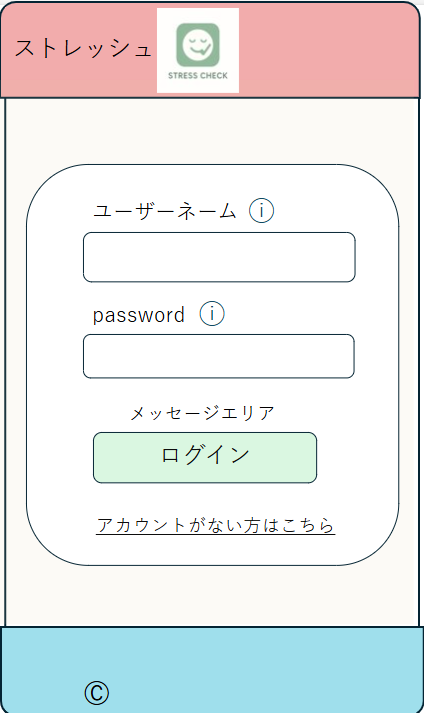 ストレッシュ
STRESS CHECK
ユーザーネーム ⓘ
password ⓘ
メッセージエリア
ログイン
アカウントがない方はこちら
©